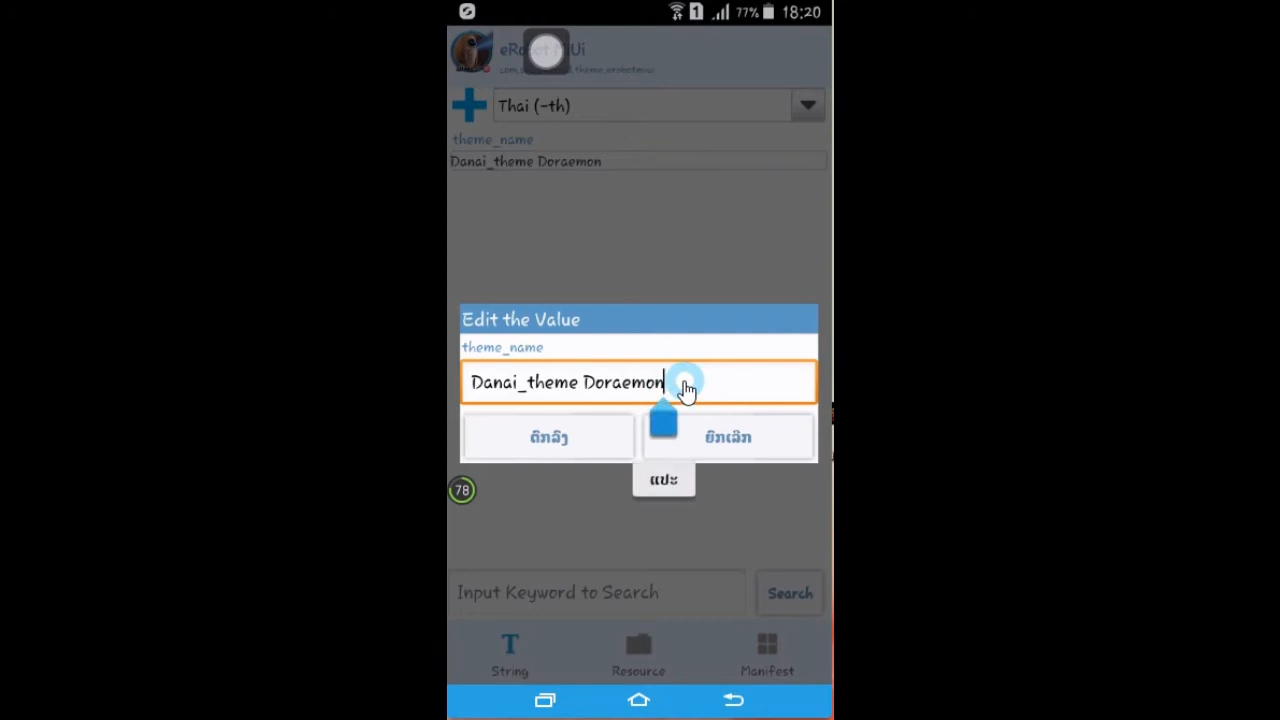 77% 18:20
Thai (-th)
theme_name
Danai_theme Doraemon
Edit the Value
theme_name
Danai_theme Doraemon
ຕົກລົງ
ຍົກເລີກ
ແປະ
78
Input Keyword to Search
Search
String
Resource
Manifest